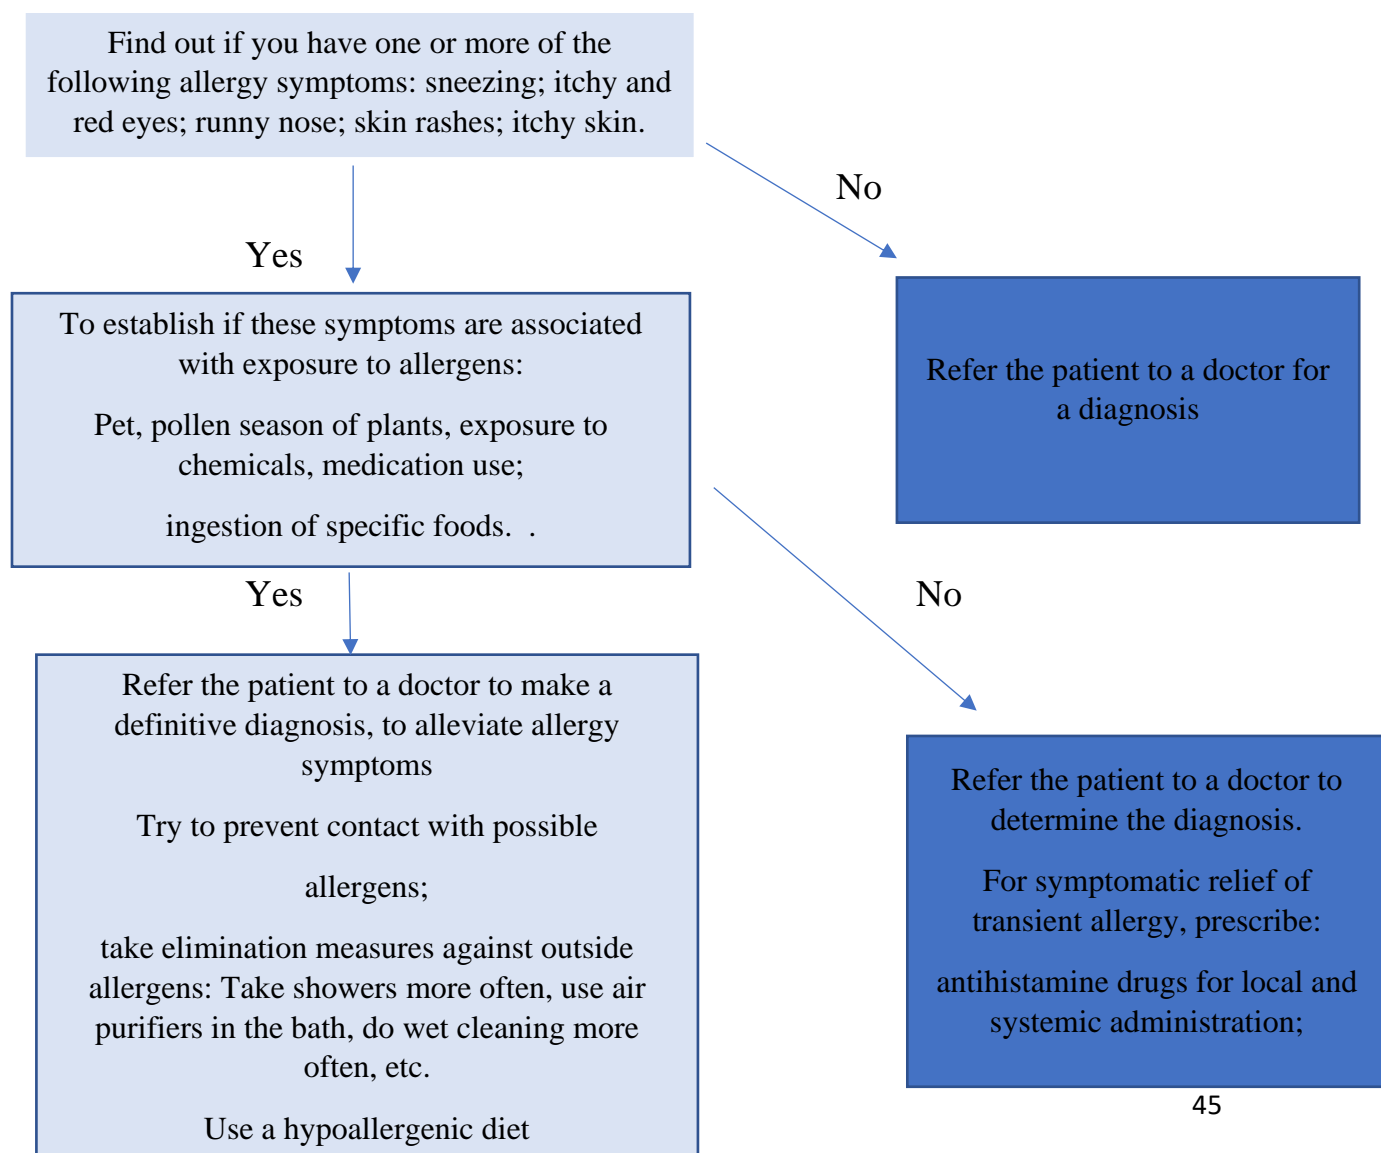 Find out if you have one or more of the
following allergy symptoms: sneezing; itchy and
red eyes; runny nose; skin rashes; itchy skin.
No
Yes
To establish if these symptoms are associated
with exposure to allergens:
Pet, pollen season of plants, exposure to
chemicals, medication use;
ingestion of specific foods. .
Refer the patient to a doctor for
a diagnosis
Yes
No
Refer the patient to a doctor to make a
definitive diagnosis, to alleviate allergy
symptoms
Try to prevent contact with possible
allergens;
take elimination measures against outside
allergens: Take showers more often, use air
purifiers in the bath, do wet cleaning more
often, etc.
Use a hypoallergenic diet
Refer the patient to a doctor to
determine the diagnosis.
For symptomatic relief of
transient allergy, prescribe:
antihistamine drugs for local and
systemic administration;
45